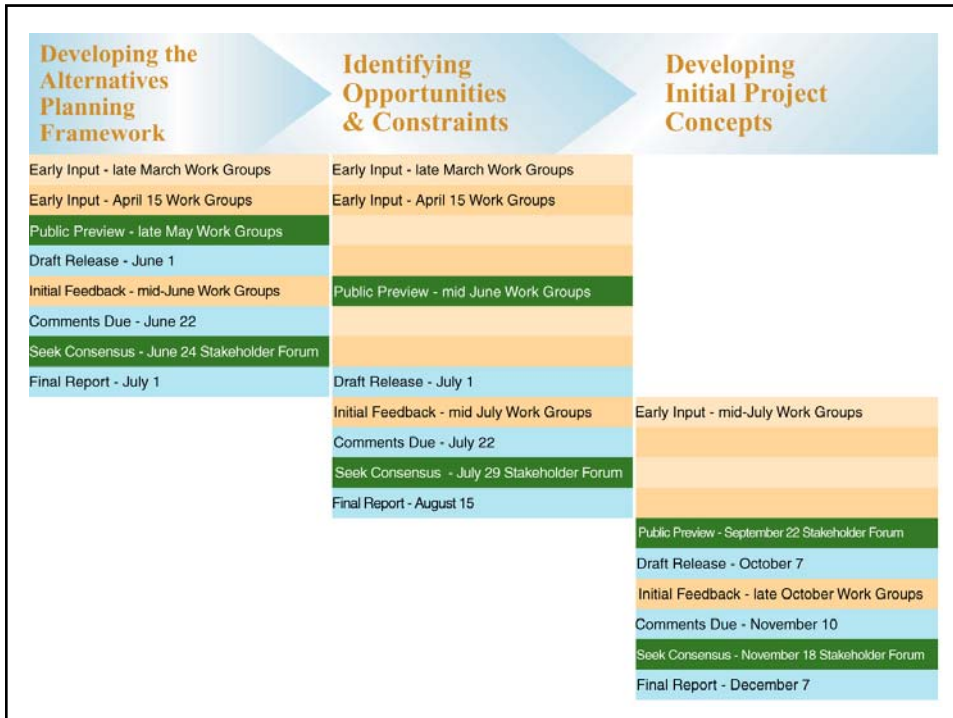 Developing the
Alternatives
Planning
Framework
Identifying
Opportunities
& Constraints
Developing
Initial Project
Concepts
Early Input - late March Work Groups
Early Input - April 15 Work Groups
Public Preview - late May Work Groups
Draft Release - June 1
Initial Feedback - mid-June Work Groups
Comments Due - June 22
Seek Consensus - June 24 Stakeholder Forum
Final Report - July 1
Early Input - late March Work Groups
Early Input - April 15 Work Groups
Public Preview - mid June Work Groups
Draft Release - July 1
Initial Feedback - mid July Work Groups
Comments Due - July 22
Seek Consensus - July 29 Stakeholder Forum
Final Report - August 15
Early Input - mid-July Work Groups
Public Preview - September 22 Stakeholder Forum
Draft Release - October 7
Initial Feedback - late October Work Groups
Comments Due - November 10
Seek Consensus - November 18 Stakeholder Forum
Final Report - December 7